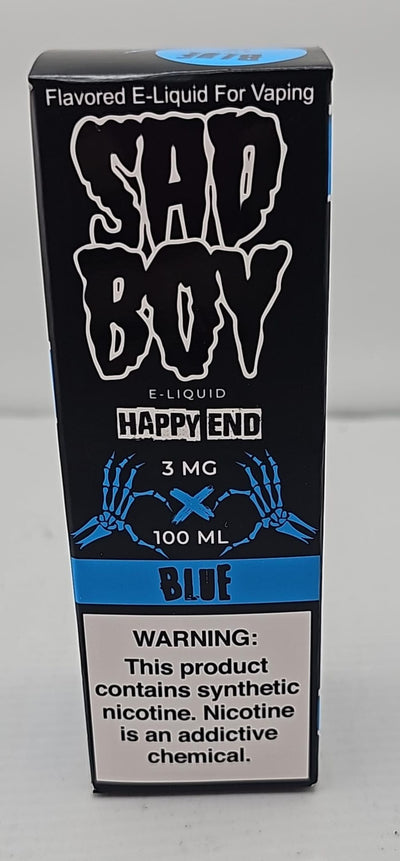 BLUE
Flavored E-Liquid For Vaping
SAD
BOY
E-LIQUID
HAPPY END
3 MG
100 ML
BLUE
WARNING:
This product
contains synthetic
nicotine. Nicotine
is an addictive
chemical.